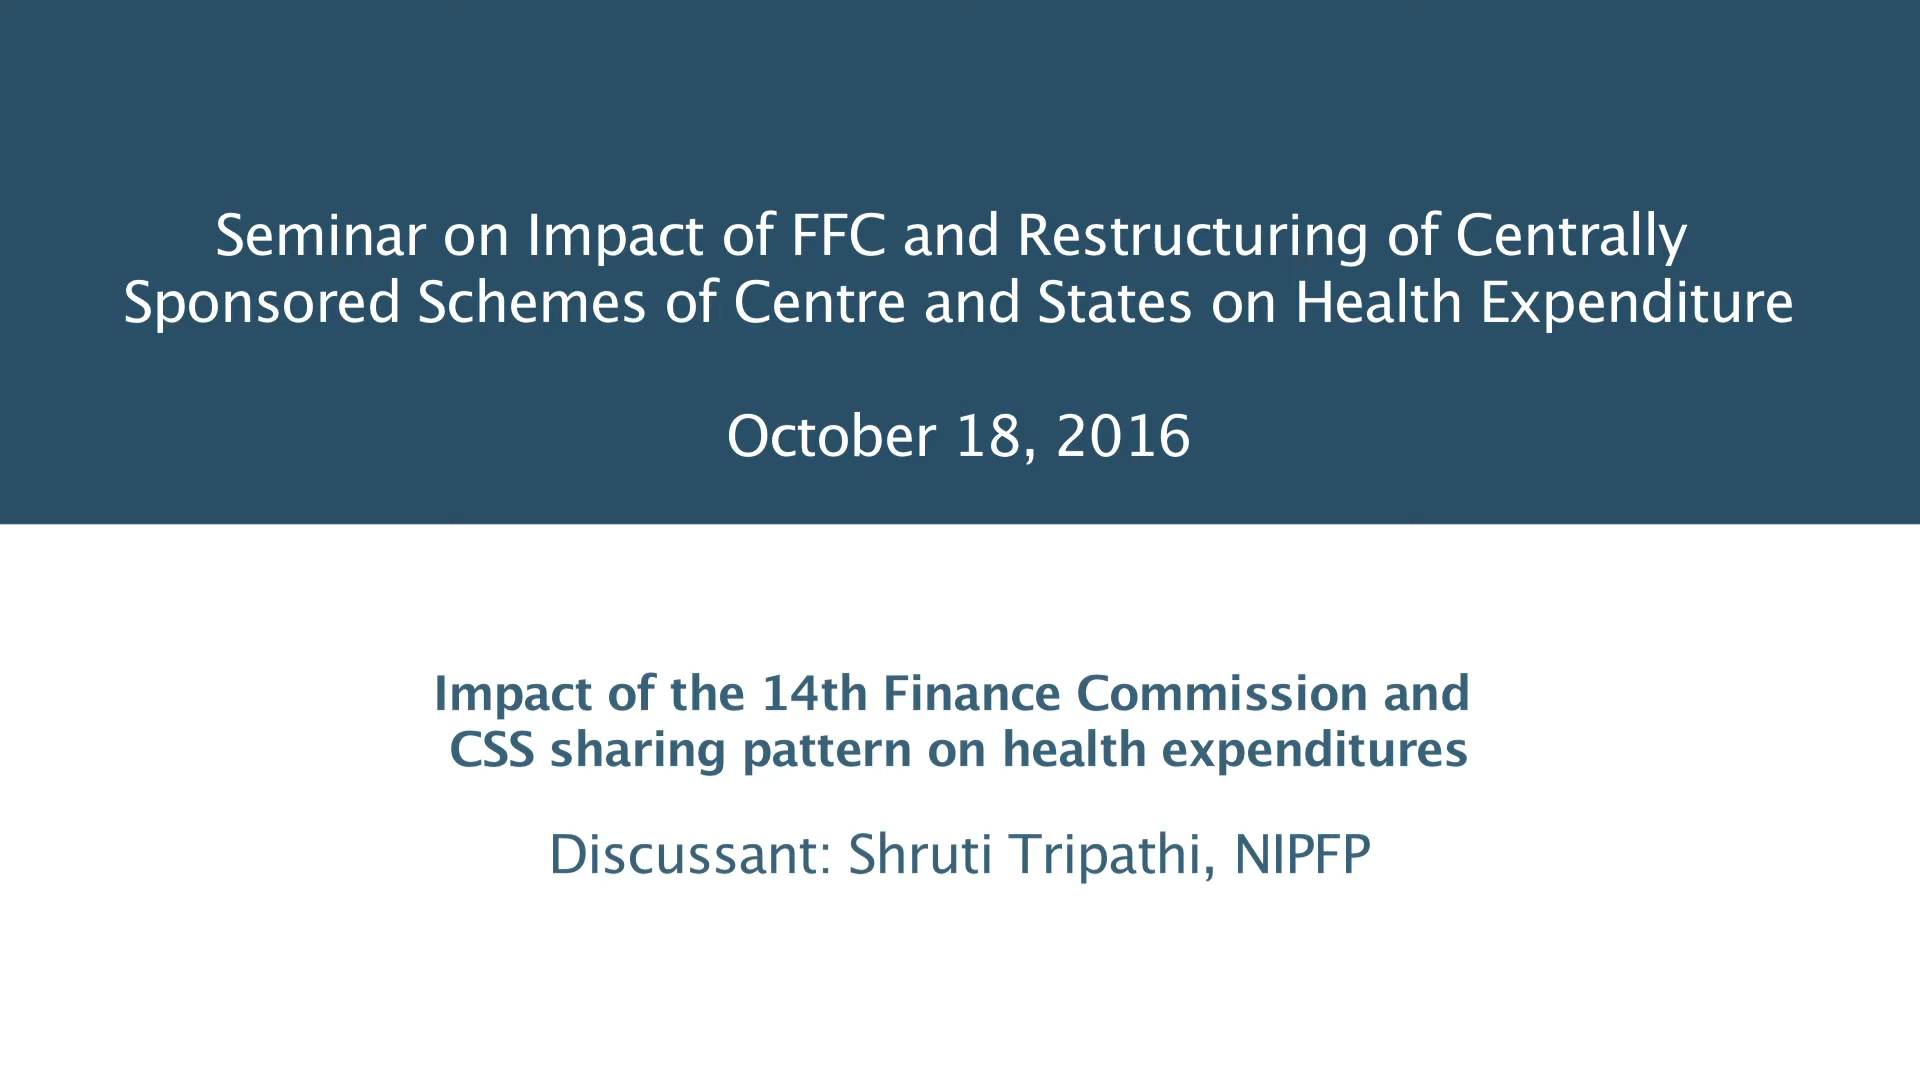 Seminar on Impact of FFC and Restructuring of Centrally
Sponsored Schemes of Centre and States on Health Expenditure
October 18, 2016
Impact of the 14th Finance Commission and
CSS sharing pattern on health expenditures
Discussant: Shruti Tripathi, NIPFP